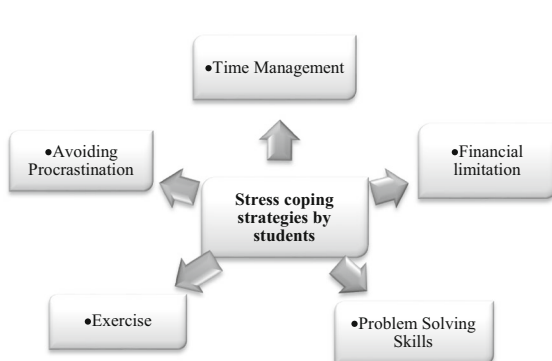 •Time Management
•Avoiding
Procrastination
•Financial
limitation
Stress coping
strategies by
students
•Exercise
•Problem Solving
Skills